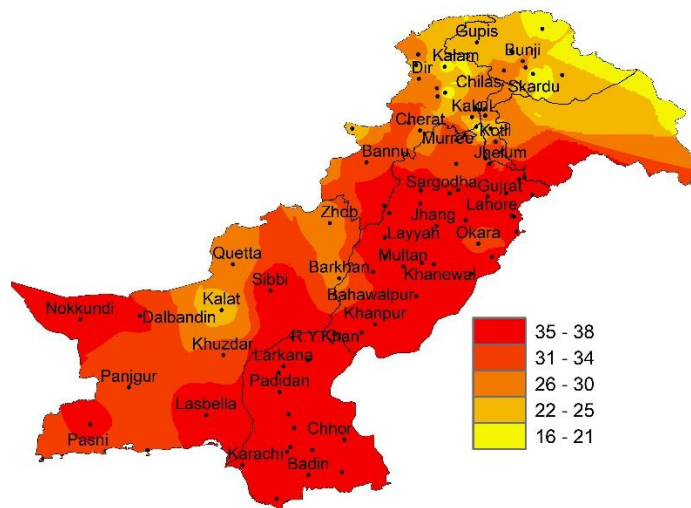 Gupis
Kalam
Bunji
Dir
Chilas
Skardu
Kakul
Cherat
Kotli
Murree
Bannu
Jhelum
Sargodha
Gujrat
Lahore
Zhob
Jhang
Layyah
Okara
Quetta
Multan
Sibbi
Barkhan
Khanewal
Nokkundi
Kalat
Bahawalpur
Dalbandin
Khanpur
Khuzdar
R.Y.Khan
Larkana
Panjgur
Padidan
Lasbella
Pasni
Chhor
Karachi
Badin
35 - 38
31 - 34
26 - 30
22 - 25
16 - 21